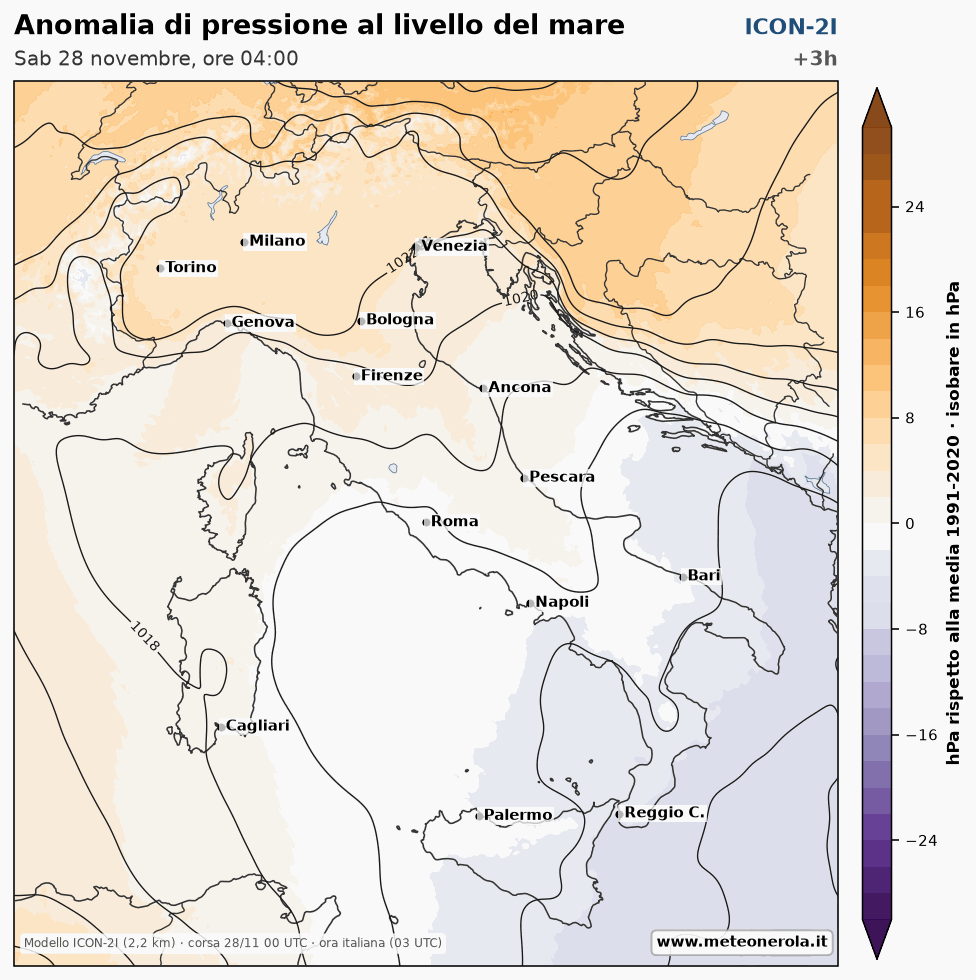 Anomalia di pressione al livello del mare
ICON-2I
Sab 28 novembre, ore 04:00
+3h
Milano
Venezia
Torino
1022
1020
Genova
Bologna
Firenze
Ancona
Pescara
Roma
Bari
Napoli
1018
Cagliari
Palermo
Reggio C.
24
16
8
0
−8
−16
−24
hPa rispetto alla media 1991-2020 · isobare in hPa
Modello ICON-2I (2,2 km) · corsa 28/11 00 UTC · ora italiana (03 UTC)
www.meteonerola.it